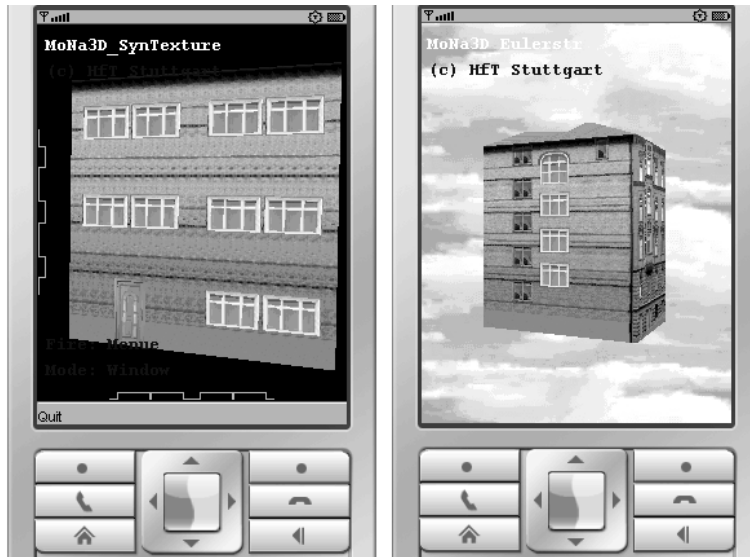 MoNa3D_SynTexture
(c) HfT Stuttgart
Fire: Menue
Mode: Window
Quit
MoNa3D_Eulerstr
(c) HfT Stuttgart